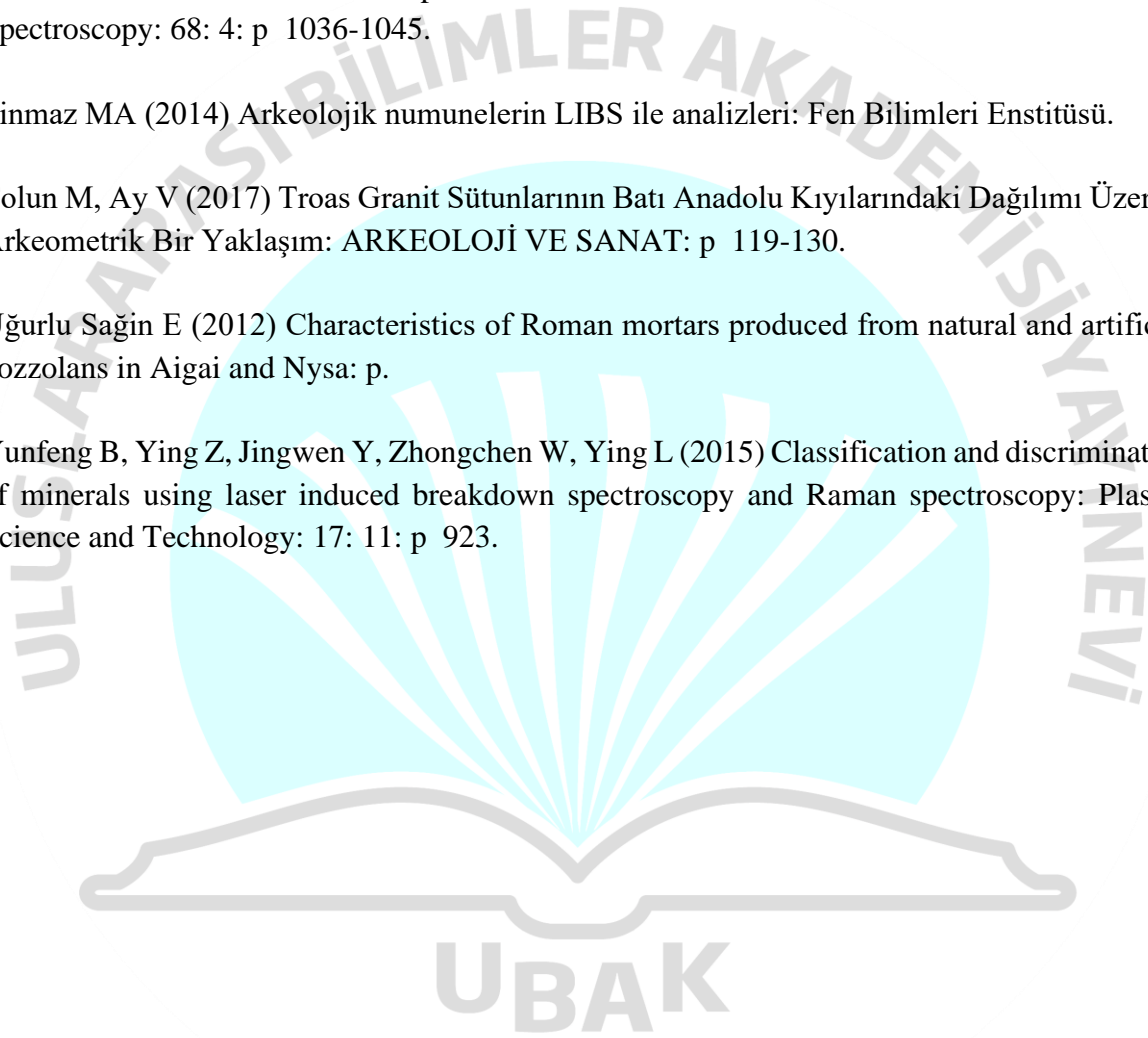 pectroscopy: 68: 4: p 1036-1045.
inmaz MA (2014) Arkeolojik numunelerin LIBS ile analizleri: Fen Bilimleri Enstitüsü.
olun M, Ay V (2017) Troas Granit Sütunlarının Batı Anadolu Kıyılarındaki Dağılımı Üzer
Arkeometrik Bir Yaklaşım: ARKEOLOJİ VE SANAT: p 119-130.
Uğurlu Sağin E (2012) Characteristics of Roman mortars produced from natural and artific
ozzolans in Aigai and Nysa: p.
Yunfeng B, Ying Z, Jingwen Y, Zhongchen W, Ying L (2015) Classification and discriminat
f minerals using laser induced breakdown spectroscopy and Raman spectroscopy: Plas
cience and Technology: 17: 11: p 923.
ULUSLARARASI BİLİMLER AKADEMİSİ YAYINEVİ
UBAK